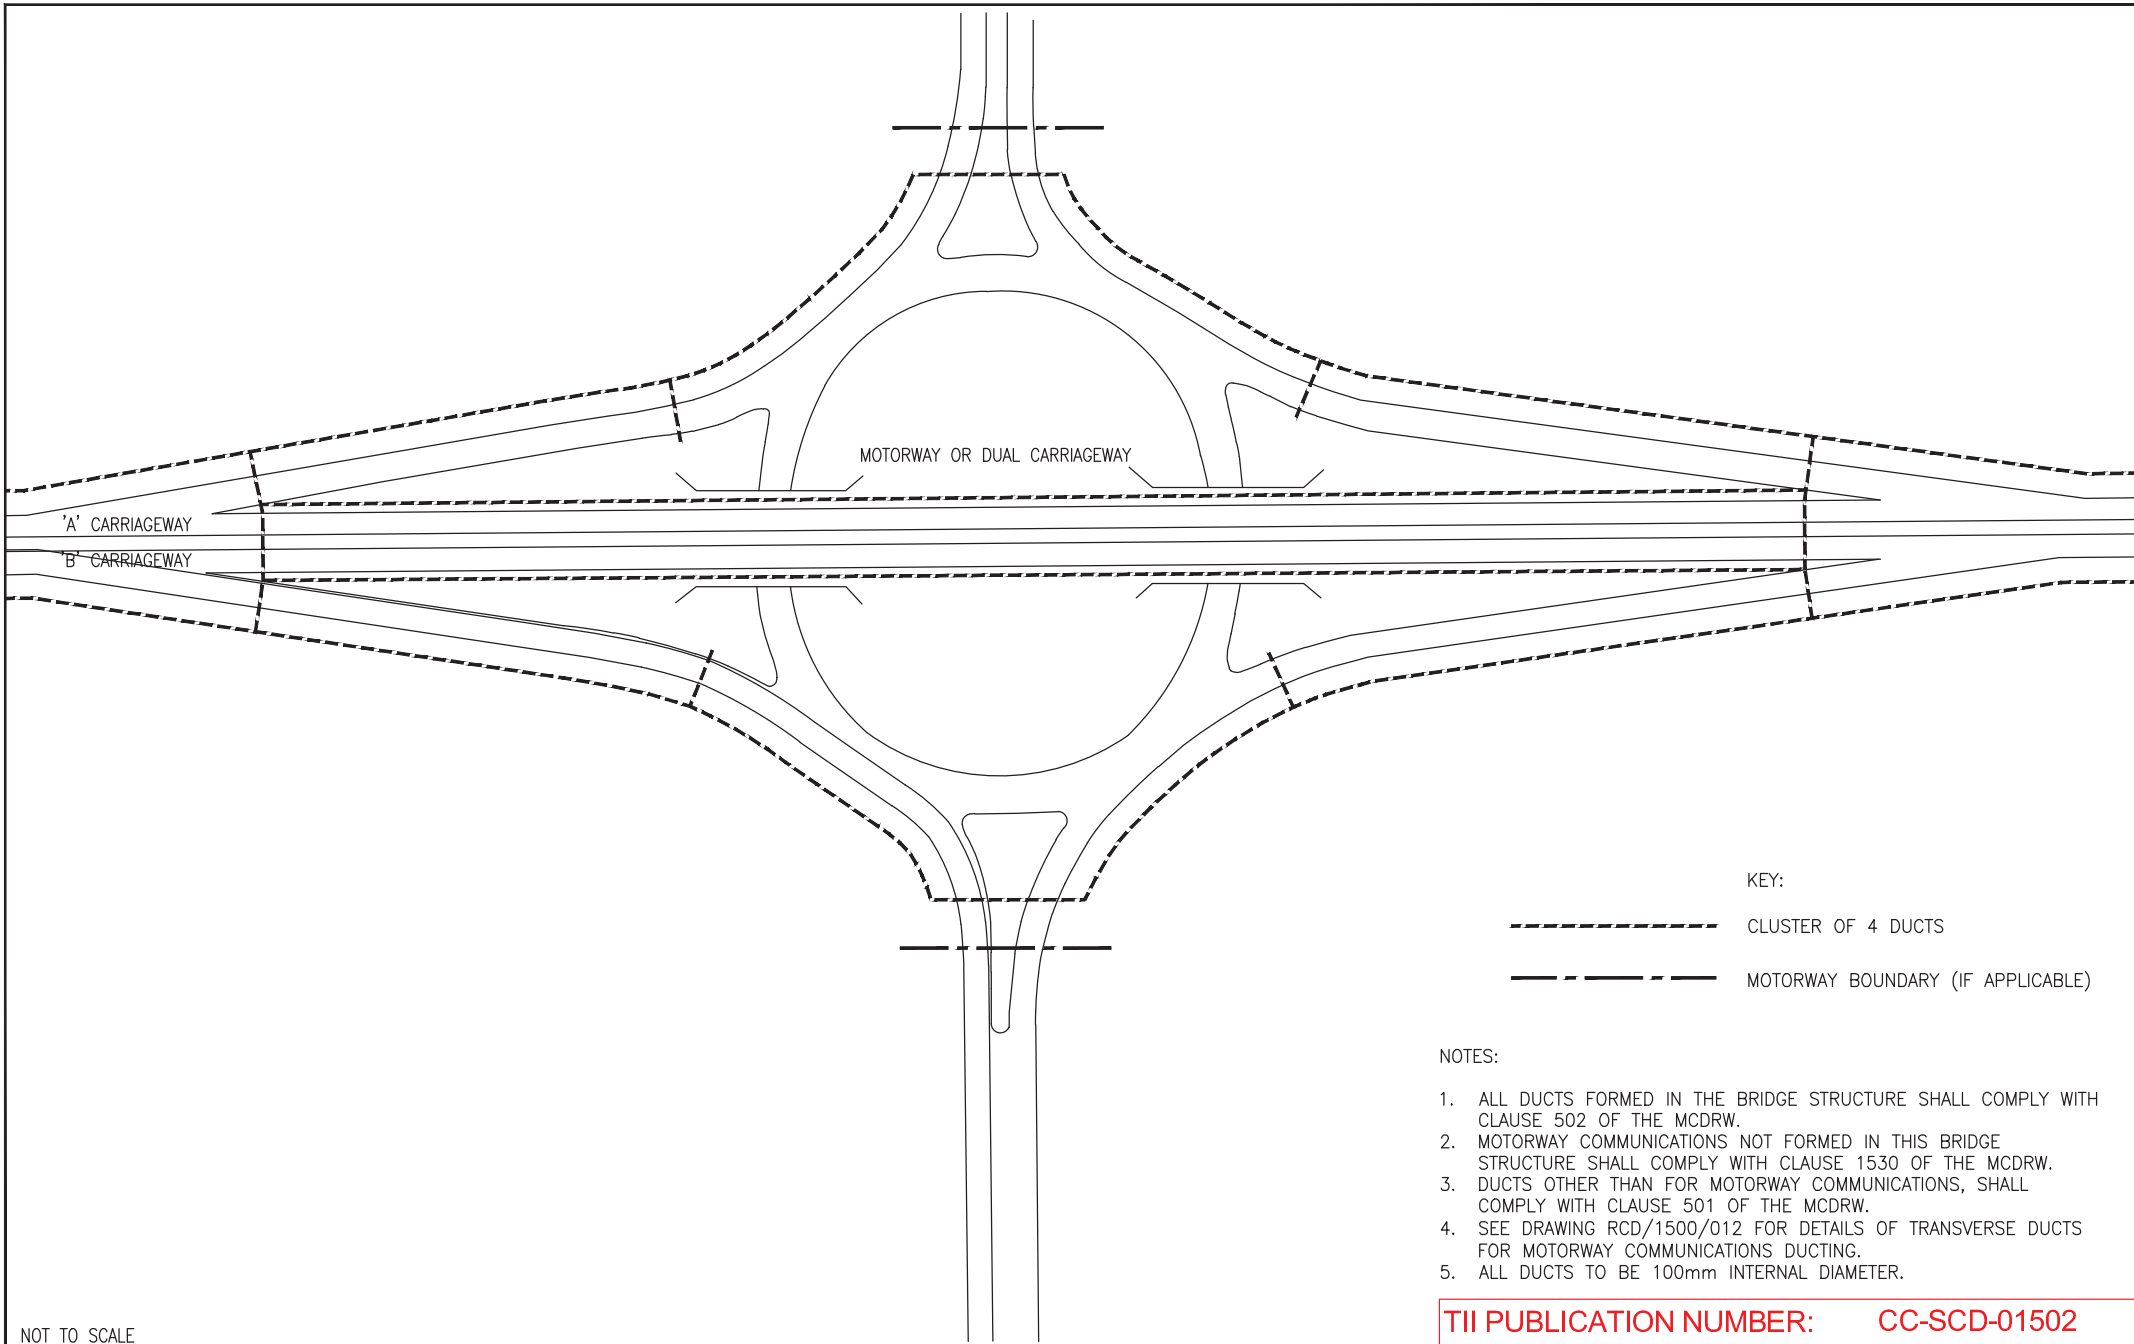 MOTORWAY OR DUAL CARRIAGEWAY
'A' CARRIAGEWAY
'B' CARRIAGEWAY
KEY:
CLUSTER OF 4 DUCTS
MOTORWAY BOUNDARY (IF APPLICABLE)
NOTES:
1. ALL DUCTS FORMED IN THE BRIDGE STRUCTURE SHALL COMPLY WITH
CLAUSE 502 OF THE MCDRW.
2. MOTORWAY COMMUNICATIONS NOT FORMED IN THIS BRIDGE
STRUCTURE SHALL COMPLY WITH CLAUSE 1530 OF THE MCDRW.
3. DUCTS OTHER THAN FOR MOTORWAY COMMUNICATIONS, SHALL
COMPLY WITH CLAUSE 501 OF THE MCDRW.
4. SEE DRAWING RCD/1500/012 FOR DETAILS OF TRANSVERSE DUCTS
FOR MOTORWAY COMMUNICATIONS DUCTING.
5. ALL DUCTS TO BE 100mm INTERNAL DIAMETER.
TII PUBLICATION NUMBER: CC-SCD-01502
NOT TO SCALE